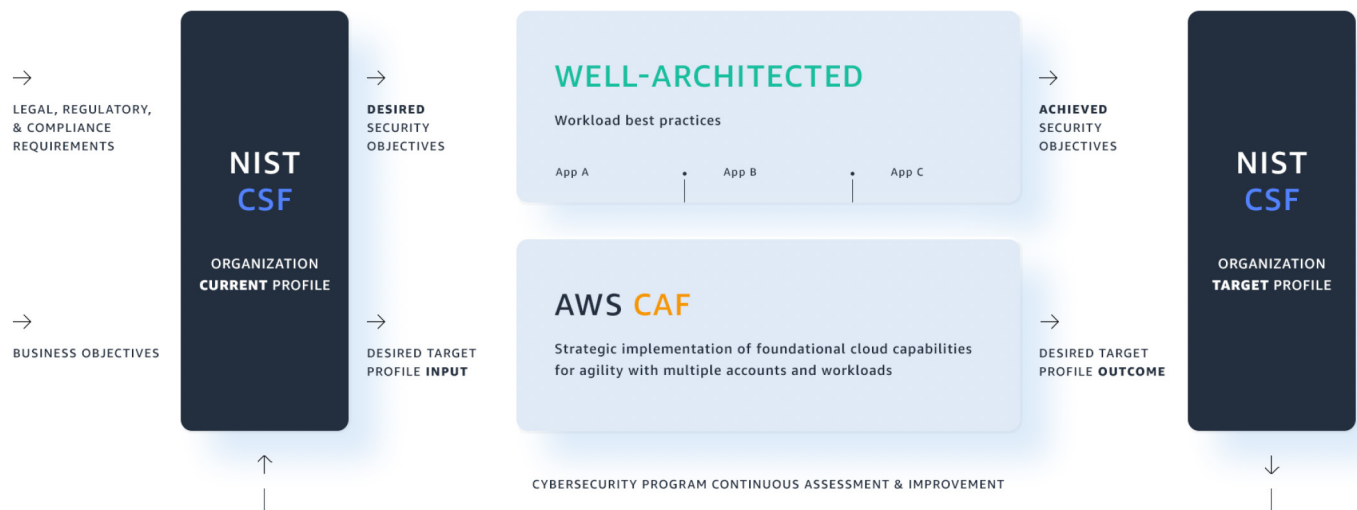 LEGAL, REGULATORY,
& COMPLIANCE
REQUIREMENTS
BUSINESS OBJECTIVES
NIST
CSF
ORGANIZATION
CURRENT PROFILE
DESIRED
SECURITY
OBJECTIVES
DESIRED TARGET
PROFILE INPUT
WELL-ARCHITECTED
Workload best practices
App A
App B
App C
AWS CAF
Strategic implementation of foundational cloud capabilities
for agility with multiple accounts and workloads
ACHIEVED
SECURITY
OBJECTIVES
DESIRED TARGET
PROFILE OUTCOME
NIST
CSF
ORGANIZATION
TARGET PROFILE
CYBERSECURITY PROGRAM CONTINUOUS ASSESSMENT & IMPROVEMENT